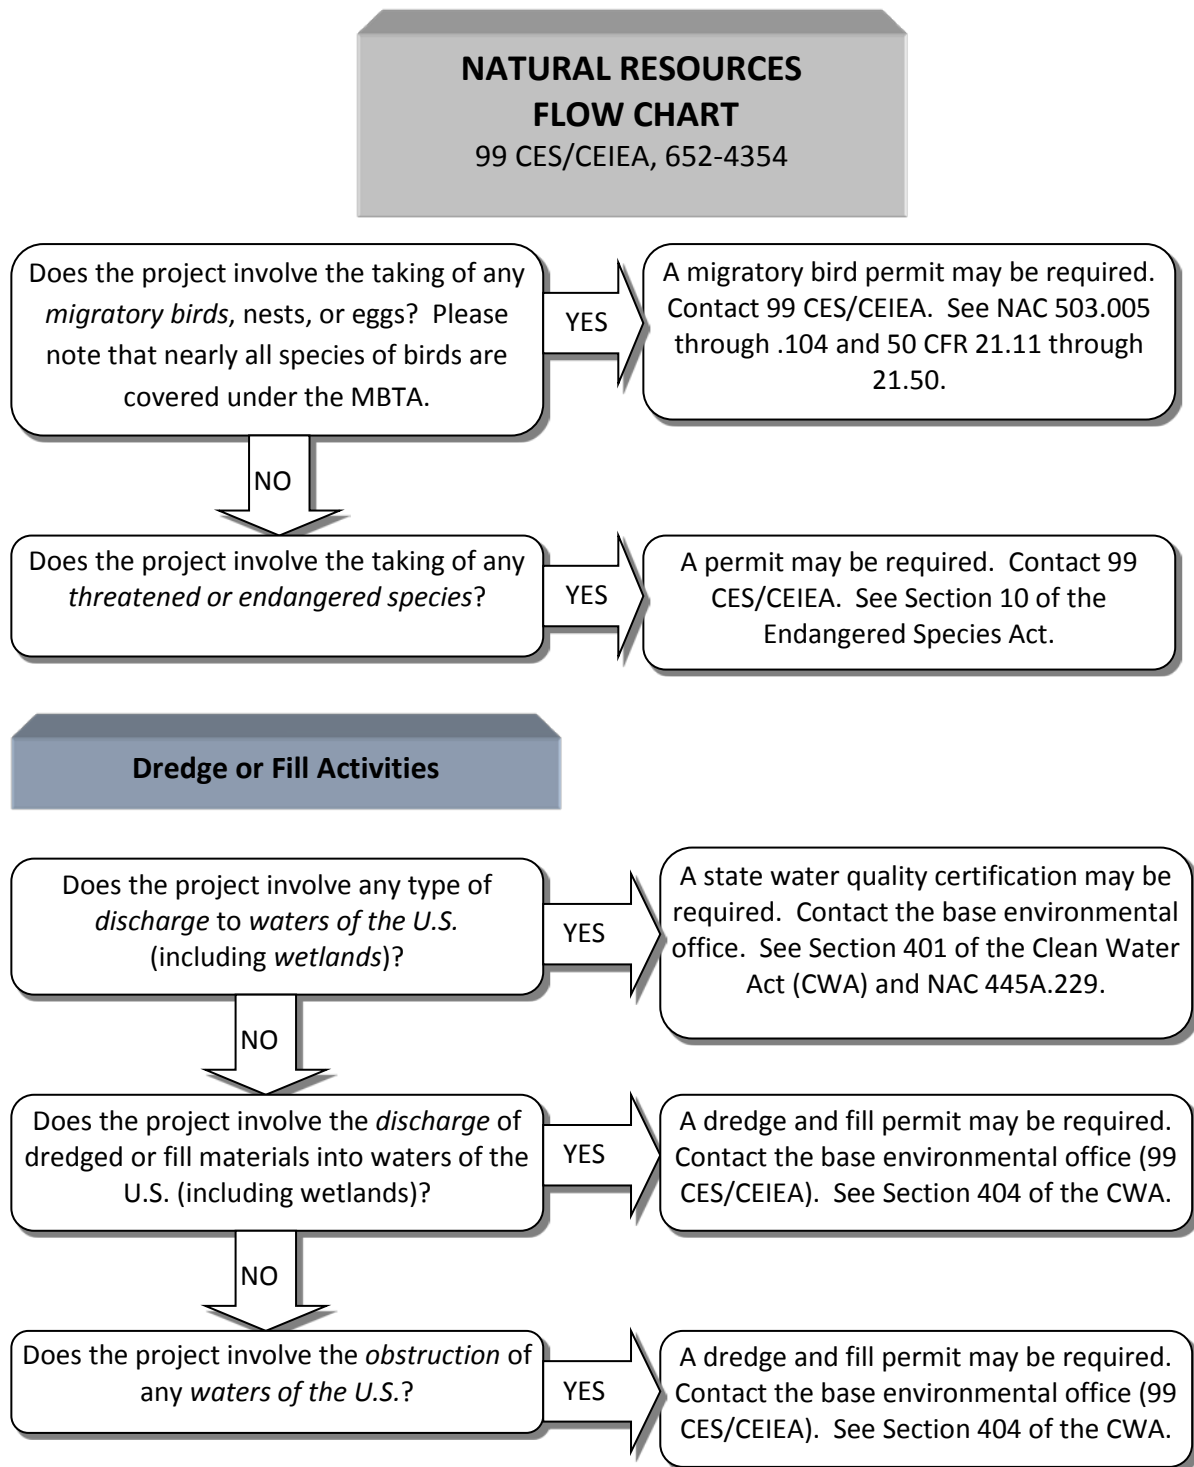 NATURAL RESOURCES
FLOW CHART
99 CES/CEIEA, 652-4354
Does the project involve the taking of any
migratory birds, nests, or eggs? Please
note that nearly all species of birds are
covered under the MBTA.
YES
A migratory bird permit may be required.
Contact 99 CES/CEIEA. See NAC 503.005
through .104 and 50 CFR 21.11 through
21.50.
NO
Does the project involve the taking of any
threatened or endangered species?
YES
A permit may be required. Contact 99
CES/CEIEA. See Section 10 of the
Endangered Species Act.
Dredge or Fill Activities
Does the project involve any type of
discharge to waters of the U.S.
(including wetlands)?
YES
A state water quality certification may be
required. Contact the base environmental
office. See Section 401 of the Clean Water
Act (CWA) and NAC 445A.229.
NO
Does the project involve the discharge of
dredged or fill materials into waters of the
U.S. (including wetlands)?
YES
A dredge and fill permit may be required.
Contact the base environmental office (99
CES/CEIEA). See Section 404 of the CWA.
NO
Does the project involve the obstruction of
any waters of the U.S.?
YES
A dredge and fill permit may be required.
Contact the base environmental office (99
CES/CEIEA). See Section 404 of the CWA.